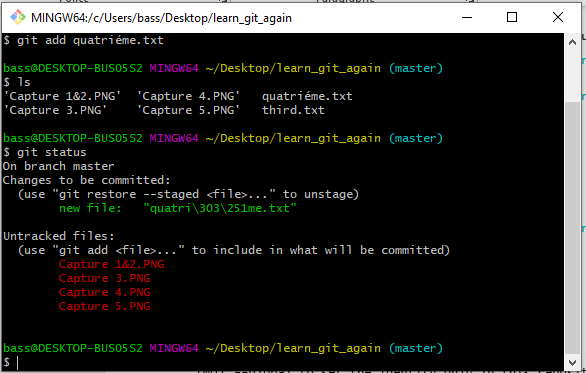 MINGW64:/c/Users/bass/Desktop/learn_git_again
$ git add quatriéme.txt
bass@DESKTOP-BUSO5S2 MINGW64 ~/Desktop/learn_git_again (master)
$ ls
'Capture 1&2.PNG'  'Capture 4.PNG'   quatriéme.txt
'Capture 3.PNG'    'Capture 5.PNG'   third.txt
bass@DESKTOP-BUSO5S2 MINGW64 ~/Desktop/learn_git_again (master)
$ git status
On branch master
Changes to be committed:
  (use "git restore --staged <file>..." to unstage)
        new file:   "quatri\303\251me.txt"
Untracked files:
  (use "git add <file>..." to include in what will be committed)
        Capture 1&2.PNG
        Capture 3.PNG
        Capture 4.PNG
        Capture 5.PNG
bass@DESKTOP-BUSO5S2 MINGW64 ~/Desktop/learn_git_again (master)
$